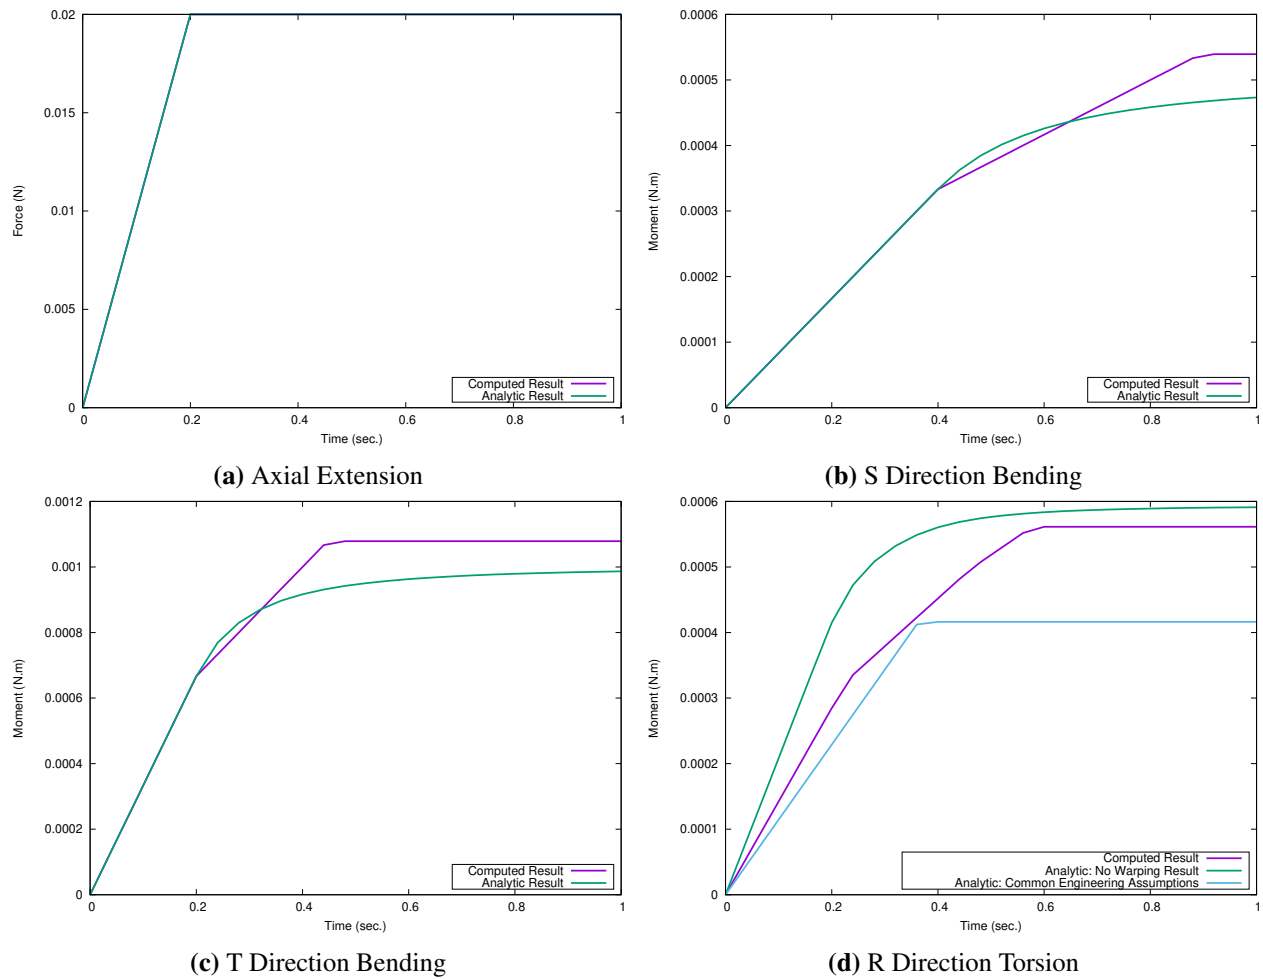 0.02
0.015
0.01
0.005
0
Force (N)
0 0.2 0.4 0.6 0.8 1
Time (sec.)
Computed Result
Analytic Result
(a) Axial Extension
0.0006
0.0005
0.0004
0.0003
0.0002
0.0001
0
Moment (N.m)
0 0.2 0.4 0.6 0.8 1
Time (sec.)
Computed Result
Analytic Result
(b) S Direction Bending
0.0012
0.001
0.0008
0.0006
0.0004
0.0002
0
Moment (N.m)
0 0.2 0.4 0.6 0.8 1
Time (sec.)
Computed Result
Analytic Result
(c) T Direction Bending
0.0006
0.0005
0.0004
0.0003
0.0002
0.0001
0
Moment (N.m)
0 0.2 0.4 0.6 0.8 1
Time (sec.)
Computed Result
Analytic: No Warping Result
Analytic: Common Engineering Assumptions
(d) R Direction Torsion